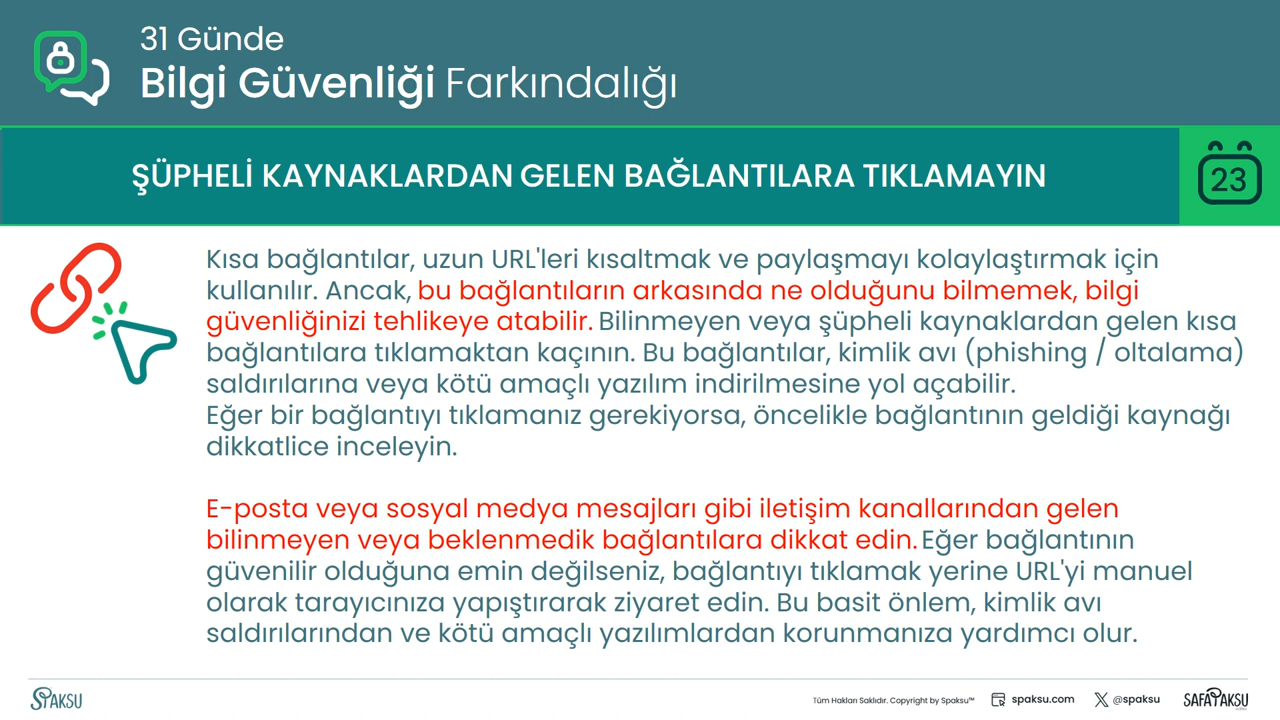 31 Günde
Bilgi Güvenliği Farkındalığı
ŞÜPHELİ KAYNAKLARDAN GELEN BAĞLANTILARA TIKLAMAYIN
23
Kısa bağlantılar, uzun URL'leri kısaltmak ve paylaşmayı kolaylaştırmak için
kullanılır. Ancak, bu bağlantıların arkasında ne olduğunu bilmemek, bilgi
güvenliğinizi tehlikeye atabilir. Bilinmeyen veya şüpheli kaynaklardan gelen kısa
bağlantılara tıklamaktan kaçının. Bu bağlantılar, kimlik avı (phishing / oltalama)
saldırılarına veya kötü amaçlı yazılım indirilmesine yol açabilir.
Eğer bir bağlantıyı tıklamanız gerekiyorsa, öncelikle bağlantının geldiği kaynağı
dikkatlice inceleyin.
E-posta veya sosyal medya mesajları gibi iletişim kanallarından gelen
bilinmeyen veya beklenmedik bağlantılara dikkat edin. Eğer bağlantının
güvenilir olduğuna emin değilseniz, bağlantıyı tıklamak yerine URL'yi manuel
olarak tarayıcınıza yapıştırarak ziyaret edin. Bu basit önlem, kimlik avı
saldırılarından ve kötü amaçlı yazılımlardan korunmanıza yardımcı olur.
SPAKSU
Tüm Hakları Saklıdır. Copyright by Spaksu™
spaksu.com
@spaksu
SAFAPAKSU